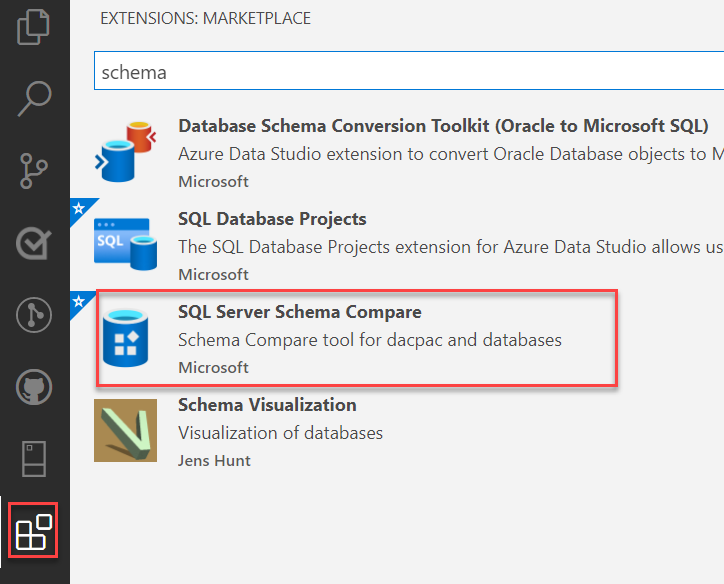 EXTENSIONS: MARKETPLACE
schema
Database Schema Conversion Toolkit (Oracle to Microsoft SQL)
Azure Data Studio extension to convert Oracle Database objects to M
Microsoft
SQL Database Projects
SQL
The SQL Database Projects extension for Azure Data Studio allows us
Microsoft
SQL Server Schema Compare
Schema Compare tool for dacpac and databases
Microsoft
Schema Visualization
Visualization of databases
Jens Hunt